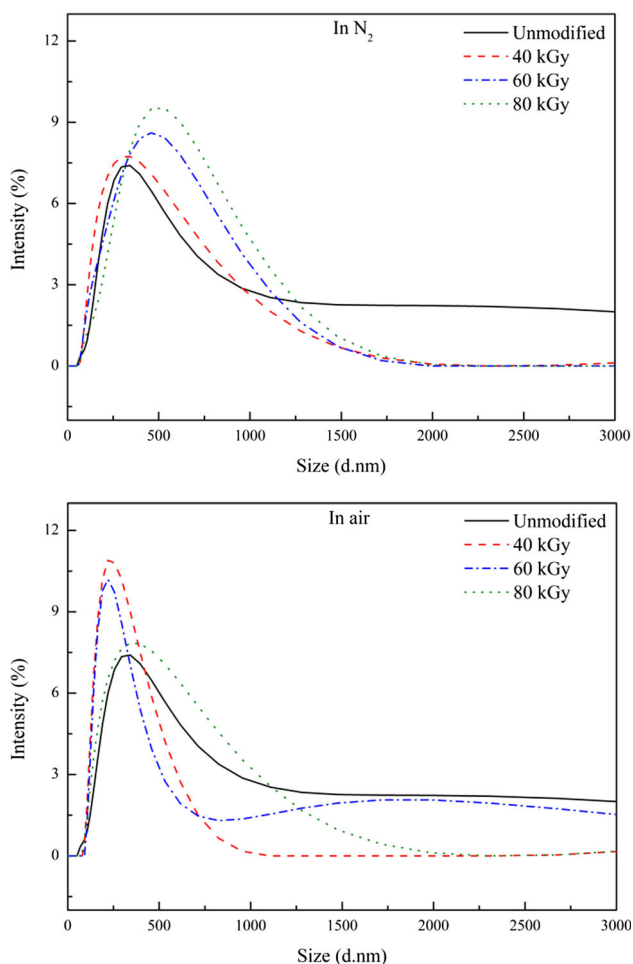 In N₂
Unmodified
40 kGy
60 kGy
80 kGy
12
9
6
3
0
Intensity (%)
0 500 1000 1500 2000 2500 3000
Size (d.nm)
In air
Unmodified
40 kGy
60 kGy
80 kGy
12
9
6
3
0
Intensity (%)
0 500 1000 1500 2000 2500 3000
Size (d.nm)